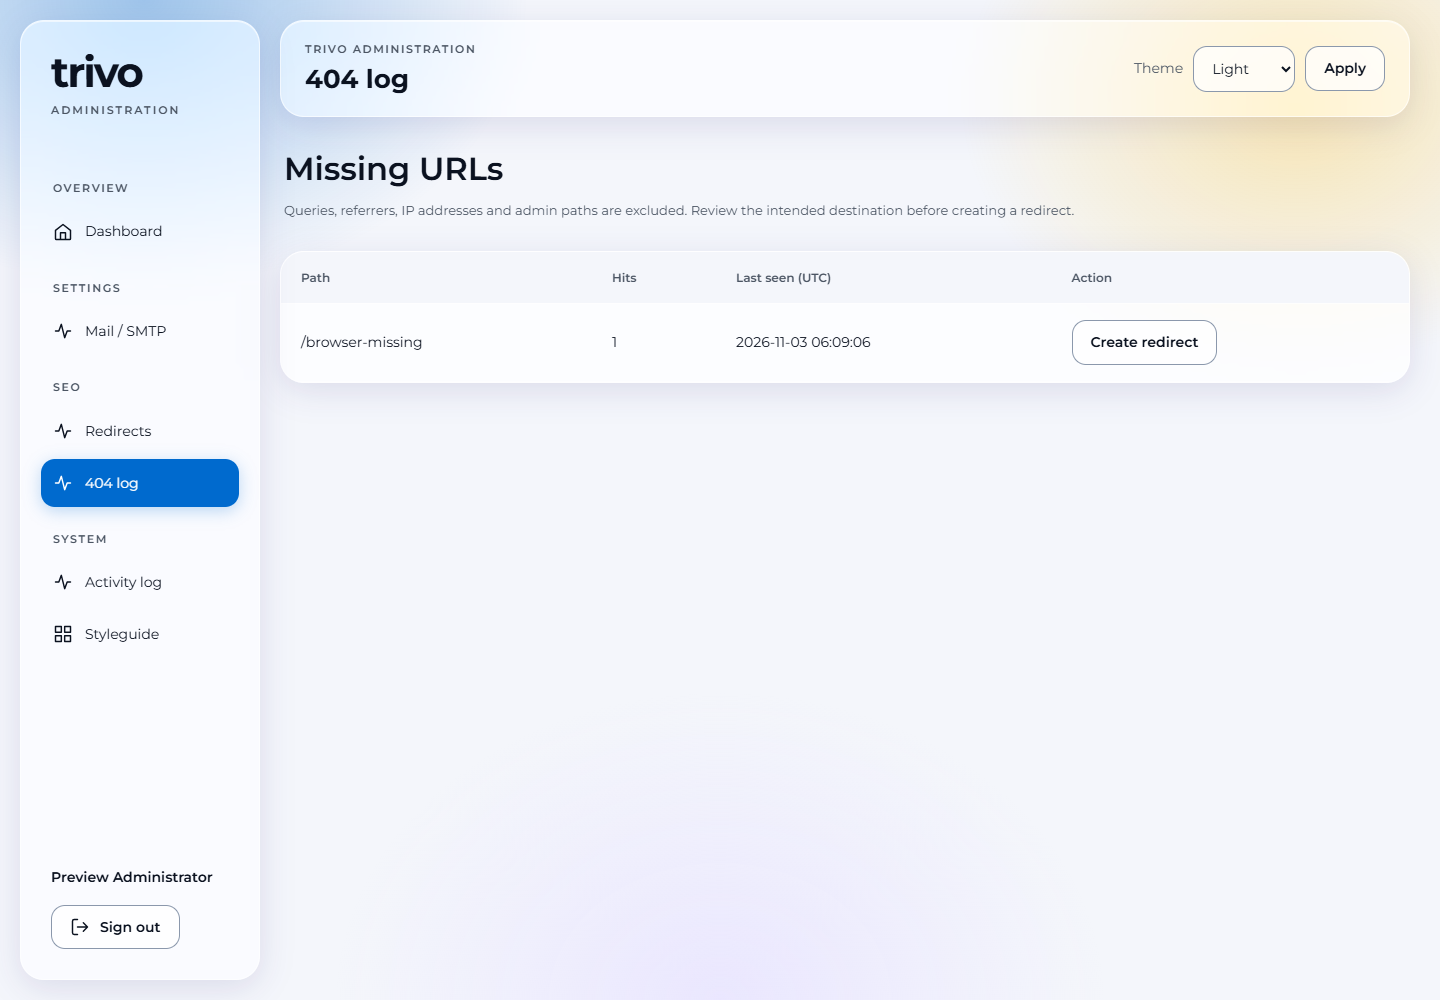 trivo
ADMINISTRATION
OVERVIEW
Dashboard
SETTINGS
Mail / SMTP
SEO
Redirects
404 log
SYSTEM
Activity log
Styleguide
Preview Administrator
Sign out
TRIVO ADMINISTRATION
404 log
Theme Light Apply
Missing URLs
Queries, referrers, IP addresses and admin paths are excluded. Review the intended destination before creating a redirect.
Path Hits Last seen (UTC) Action
/browser-missing 1 2026-11-03 06:09:06 Create redirect